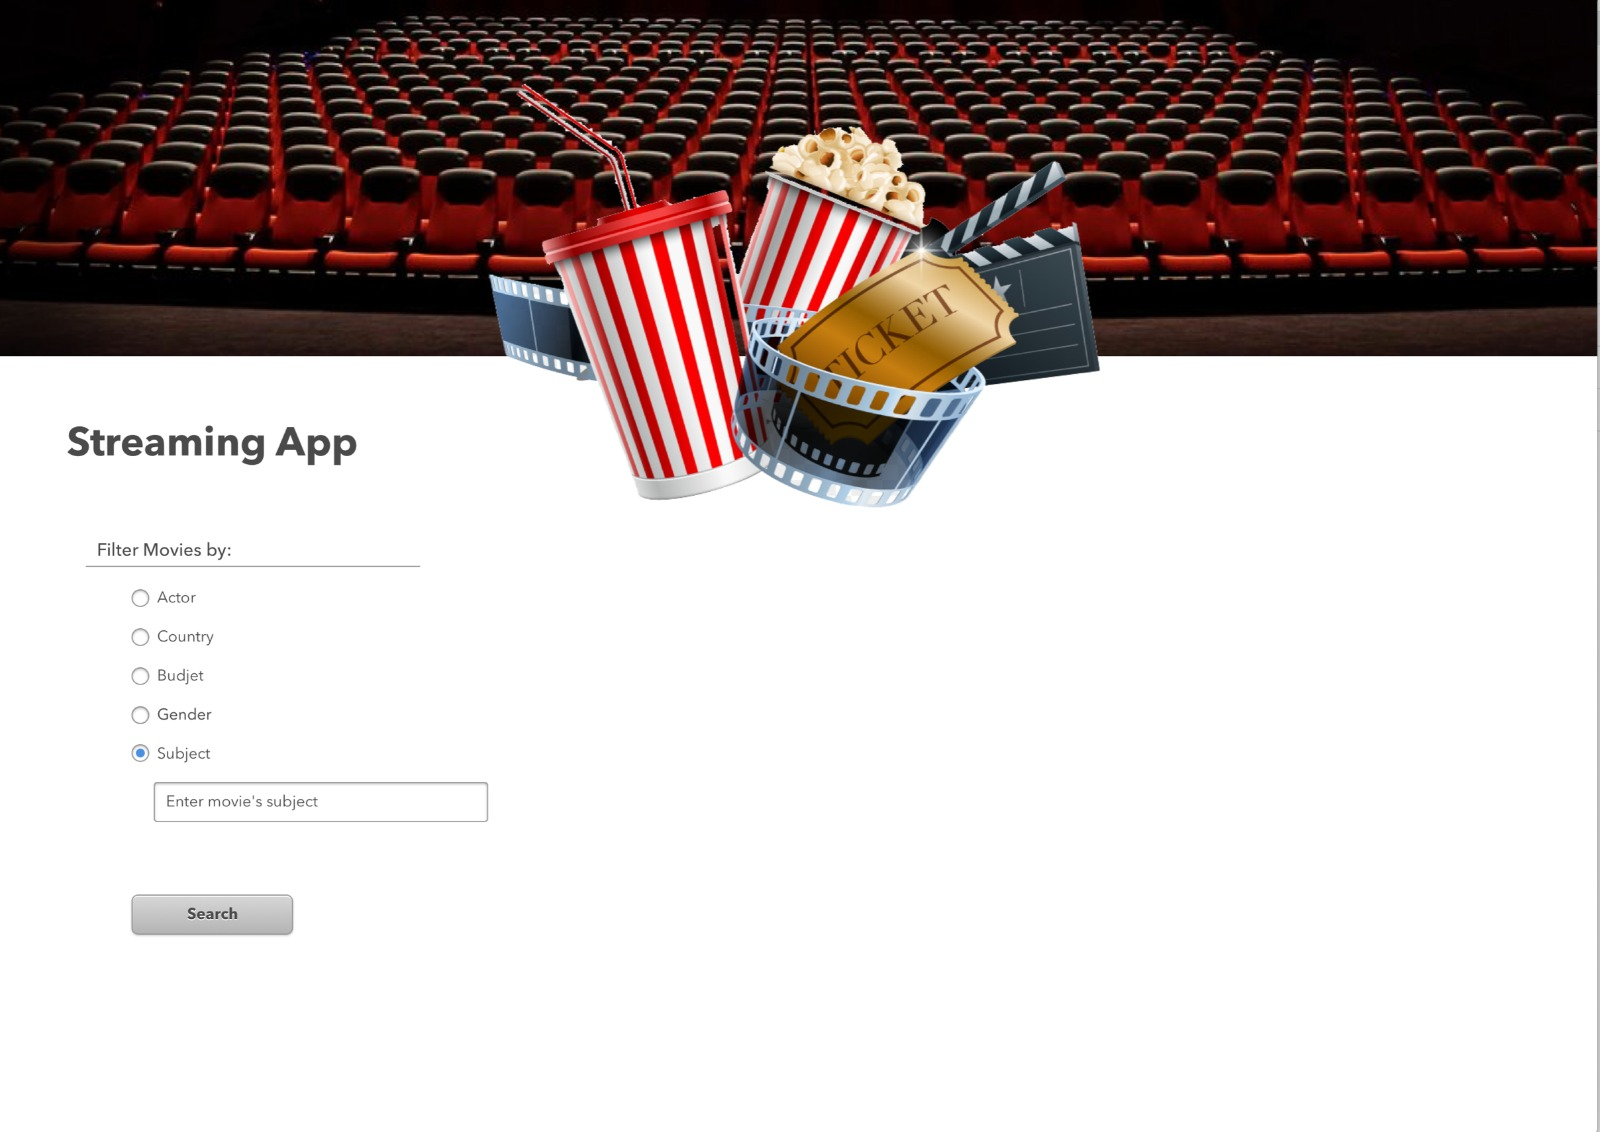 TICKET
Streaming App
Filter Movies by:
Actor
Country
Budjet
Gender
Subject
Enter movie's subject
Search